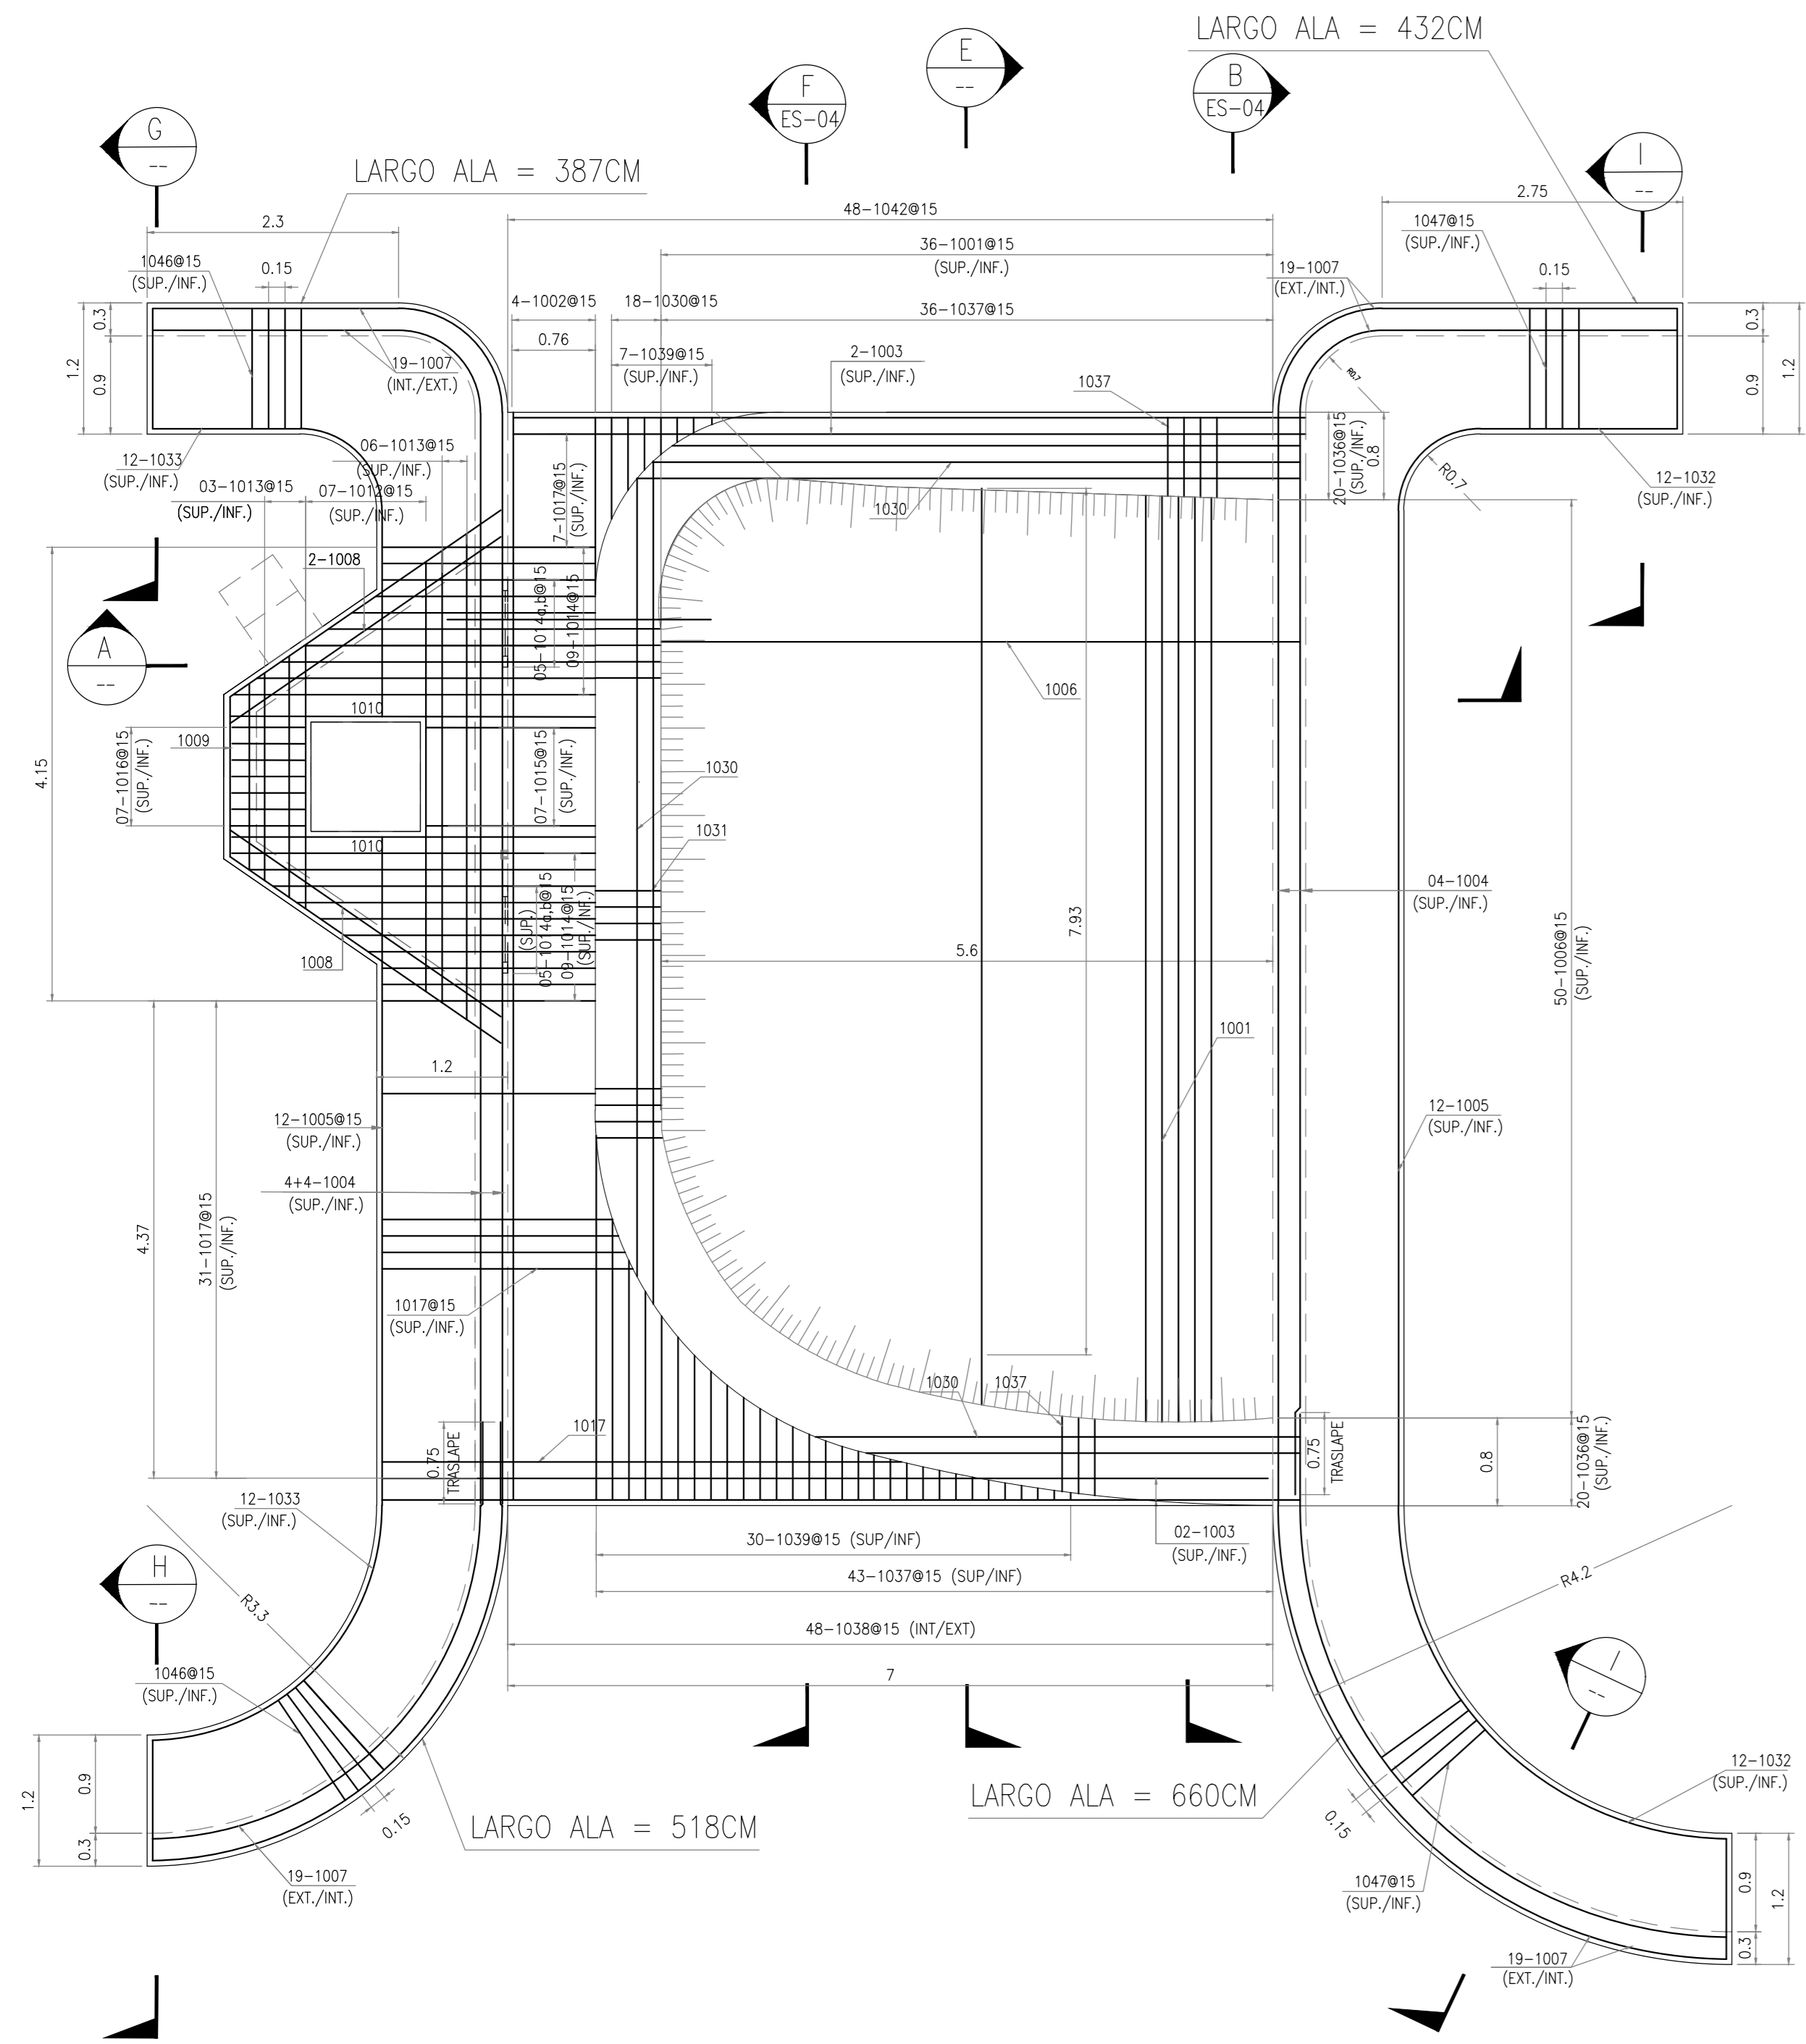 LARGO ALA = 432CM
E
--
F
ES-04
B
ES-04
G
--
I
--
LARGO ALA = 387CM
2.75
48-1042@15
2.3
1047@15
(SUP./INF.)
36-1001@15
(SUP./INF.)
1046@15
(SUP./INF.)
0.15
19-1007
(EXT./INT.)
0.15
4-1002@15
18-1030@15
36-1037@15
0.3
0.3
0.76
7-1039@15
(SUP./INF.)
2-1003
(SUP./INF.)
1.2
0.9
19-1007
(INT./EXT.)
1037
R0.7
0.9
1.2
20-1036@15
(SUP./INF.)
0.8
06-1013@15
(SUP./INF.)
12-1033
(SUP./INF.)
R0.7
12-1032
(SUP./INF.)
03-1013@15
(SUP./INF.)
07-1012@15
(SUP./INF.)
7-1017@15
(SUP./INF.)
1030
2-1008
05-1014a,b@15
09-1014@15
A
--
1006
4.15
1010
1009
07-1016@15
(SUP./INF.)
07-1015@15
(SUP./INF.)
1030
1031
1010
04-1004
(SUP./INF.)
(SUP.)
05-1014a,b@15
09-1014@15
(SUP./INF.)
7.93
5.6
1008
50-1006@15
(SUP./INF.)
1001
1.2
12-1005@15
(SUP./INF.)
12-1005
(SUP./INF.)
4+4-1004
(SUP./INF.)
4.37
31-1017@15
(SUP./INF.)
1017@15
(SUP./INF.)
1030
1037
1017
0.75
TRASLAPE
0.75
TRASLAPE
0.8
20-1036@15
(SUP./INF.)
12-1033
(SUP./INF.)
30-1039@15 (SUP/INF)
02-1003
(SUP./INF.)
H
--
43-1037@15 (SUP/INF)
R3.3
R4.2
48-1038@15 (INT/EXT)
7
1046@15
(SUP./INF.)
I
--
0.9
1.2
0.3
0.15
LARGO ALA = 518CM
LARGO ALA = 660CM
0.15
12-1032
(SUP./INF.)
19-1007
(EXT./INT.)
1047@15
(SUP./INF.)
0.9
1.2
0.3
19-1007
(EXT./INT.)